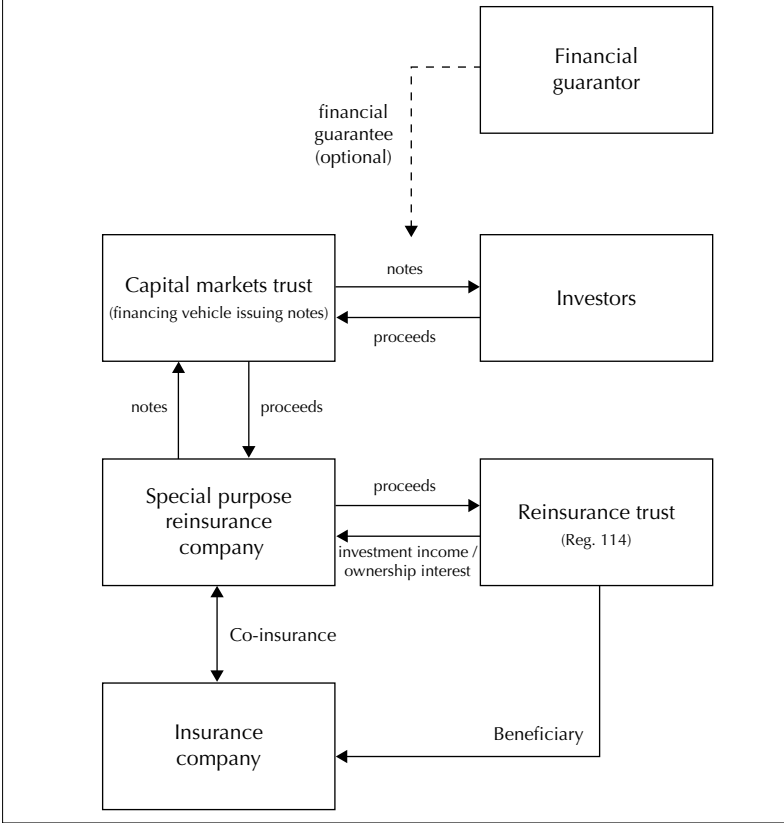 Financial
guarantor
financial
guarantee
(optional)
Capital markets trust
(financing vehicle issuing notes)
notes
proceeds
Investors
notes
proceeds
Special purpose
reinsurance
company
proceeds
investment income /
ownership interest
Reinsurance trust
(Reg. 114)
Co-insurance
Insurance
company
Beneficiary